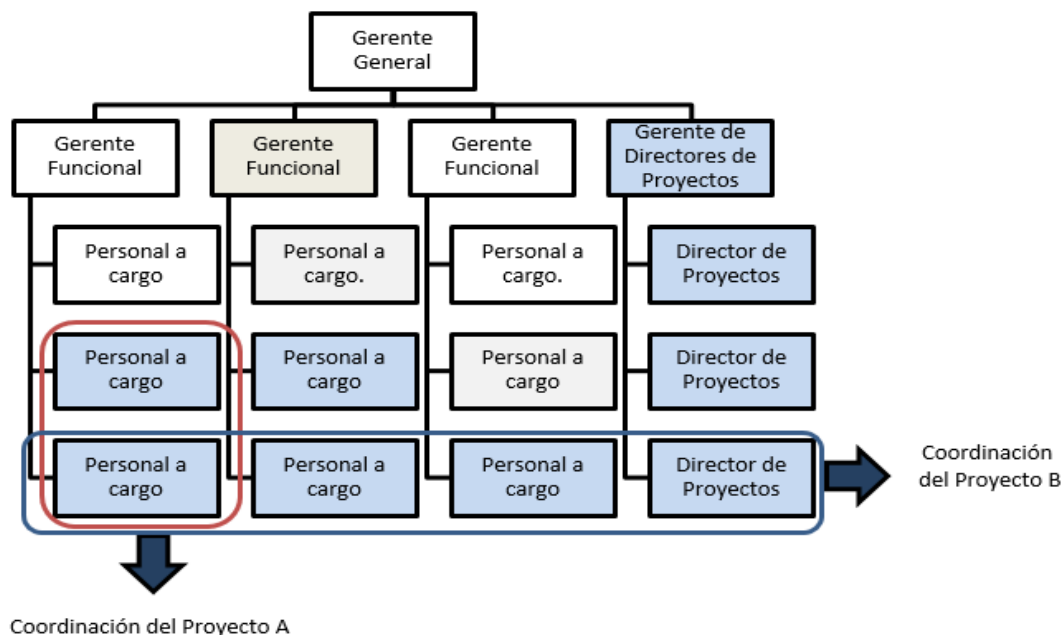 Gerente
General
Gerente
Funcional
Gerente
Funcional
Gerente
Funcional
Gerente de
Directores de
Proyectos
Personal a
cargo
Personal a
cargo.
Personal a
cargo.
Director de
Proyectos
Personal a
cargo
Personal a
cargo
Personal a
cargo
Director de
Proyectos
Personal a
cargo
Personal a
cargo
Personal a
cargo
Director de
Proyectos
Coordinación
del Proyecto B
Coordinación del Proyecto A